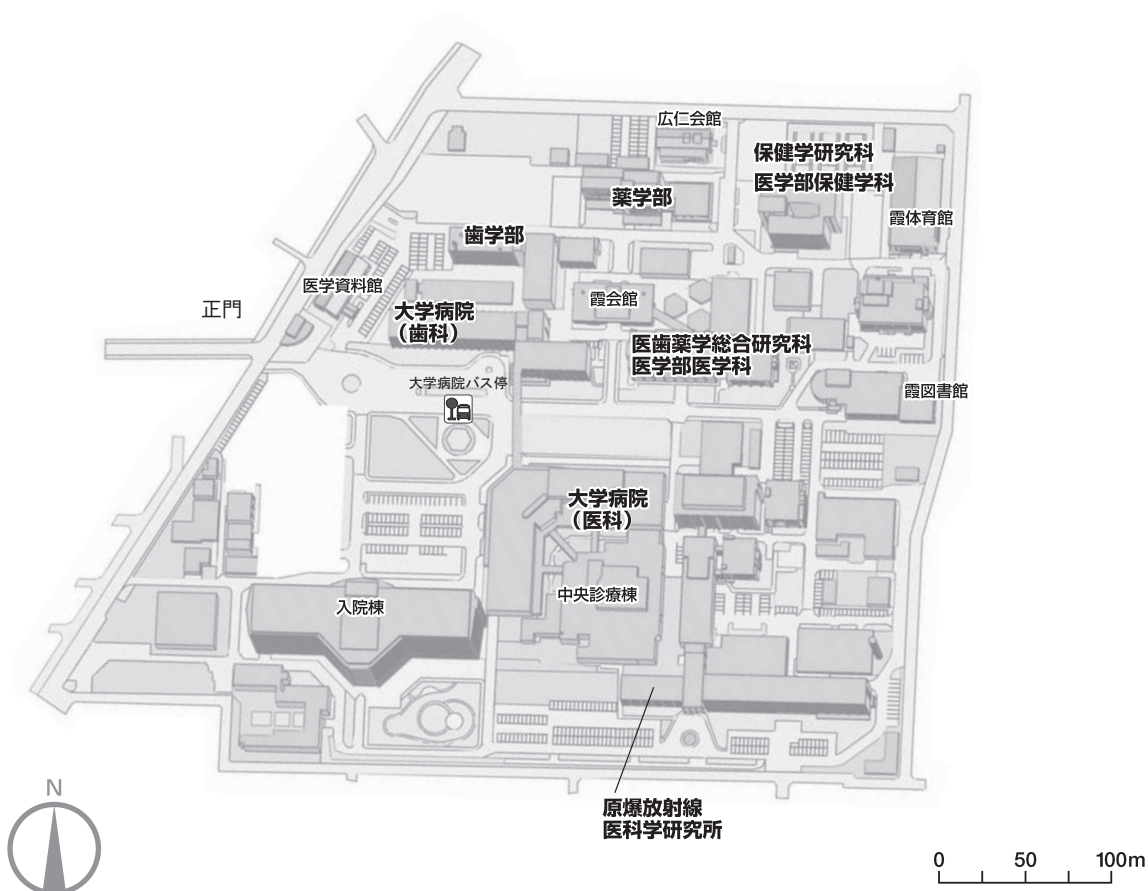 広仁会館
保健学研究科
医学部保健学科
薬学部
霞体育館
歯学部
医学資料館
霞会館
正門
大学病院
(歯科)
医歯薬学総合研究科
医学部医学科
大学病院バス停
霞図書館
大学病院
(医科)
中央診療棟
入院棟
原爆放射線
医科学研究所
N
0 50 100m